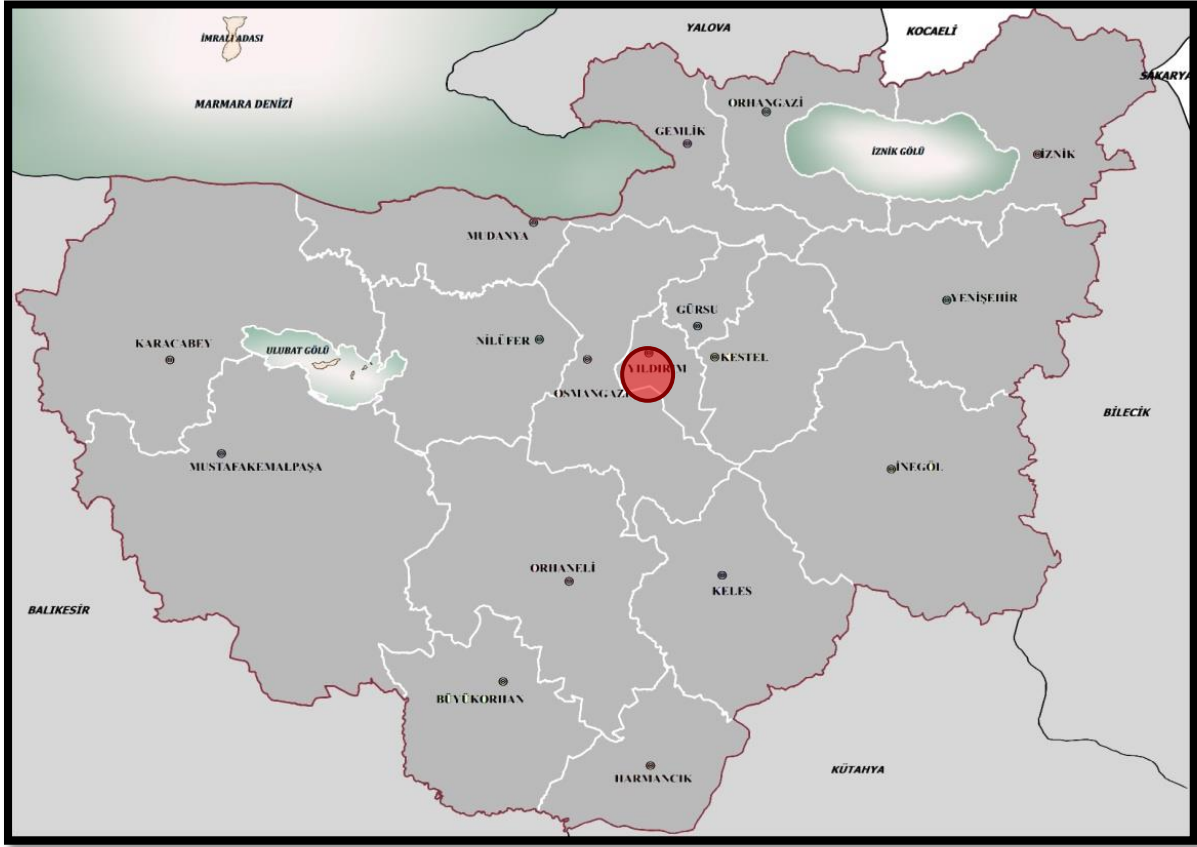 YALOVA
KOCAELİ
İMRALI ADASI
SAKARYA
MARMARA DENİZİ
ORHANGAZİ
GEMLİK
İZNİK GÖLÜ
İZNİK
MUDANYA
YENİŞEHİR
GÜRSU
KARACABEY
ULUBAT GÖLÜ
NİLÜFER
KESTEL
YILDIRIM
OSMANGAZİ
BİLECİK
MUSTAFAKEMALPAŞA
İNEGÖL
ORHANELİ
KELES
BALIKESİR
BÜYÜKORHAN
KÜTAHYA
HARMANCIK